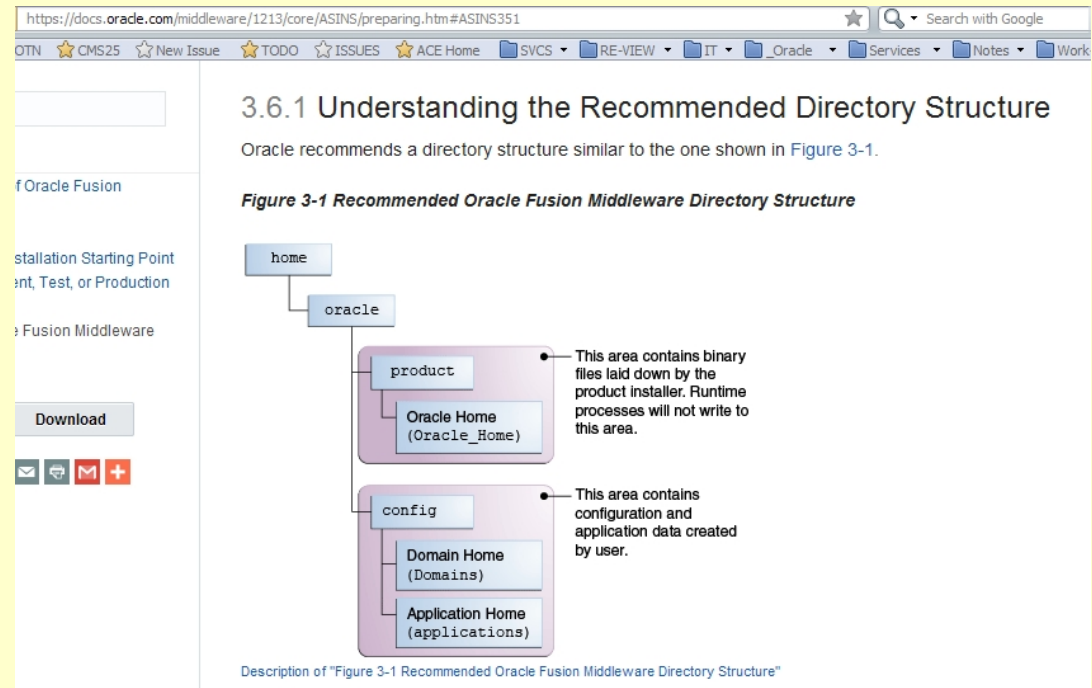 https://docs.oracle.com/middleware/1213/core/ASINS/preparing.htm#ASINS351
Search with Google
OTN CMS25 New Issue TODO ISSUES ACE Home SVCS RE-VIEW IT _Oracle Services Notes Work
3.6.1 Understanding the Recommended Directory Structure
Oracle recommends a directory structure similar to the one shown in Figure 3-1.
f Oracle Fusion
Figure 3-1 Recommended Oracle Fusion Middleware Directory Structure
stallation Starting Point
ent, Test, or Production
e Fusion Middleware
Download
home
oracle
product
Oracle Home
(Oracle_Home)
This area contains binary
files laid down by the
product installer. Runtime
processes will not write to
this area.
config
Domain Home
(Domains)
Application Home
(applications)
This area contains
configuration and
application data created
by user.
Description of "Figure 3-1 Recommended Oracle Fusion Middleware Directory Structure"